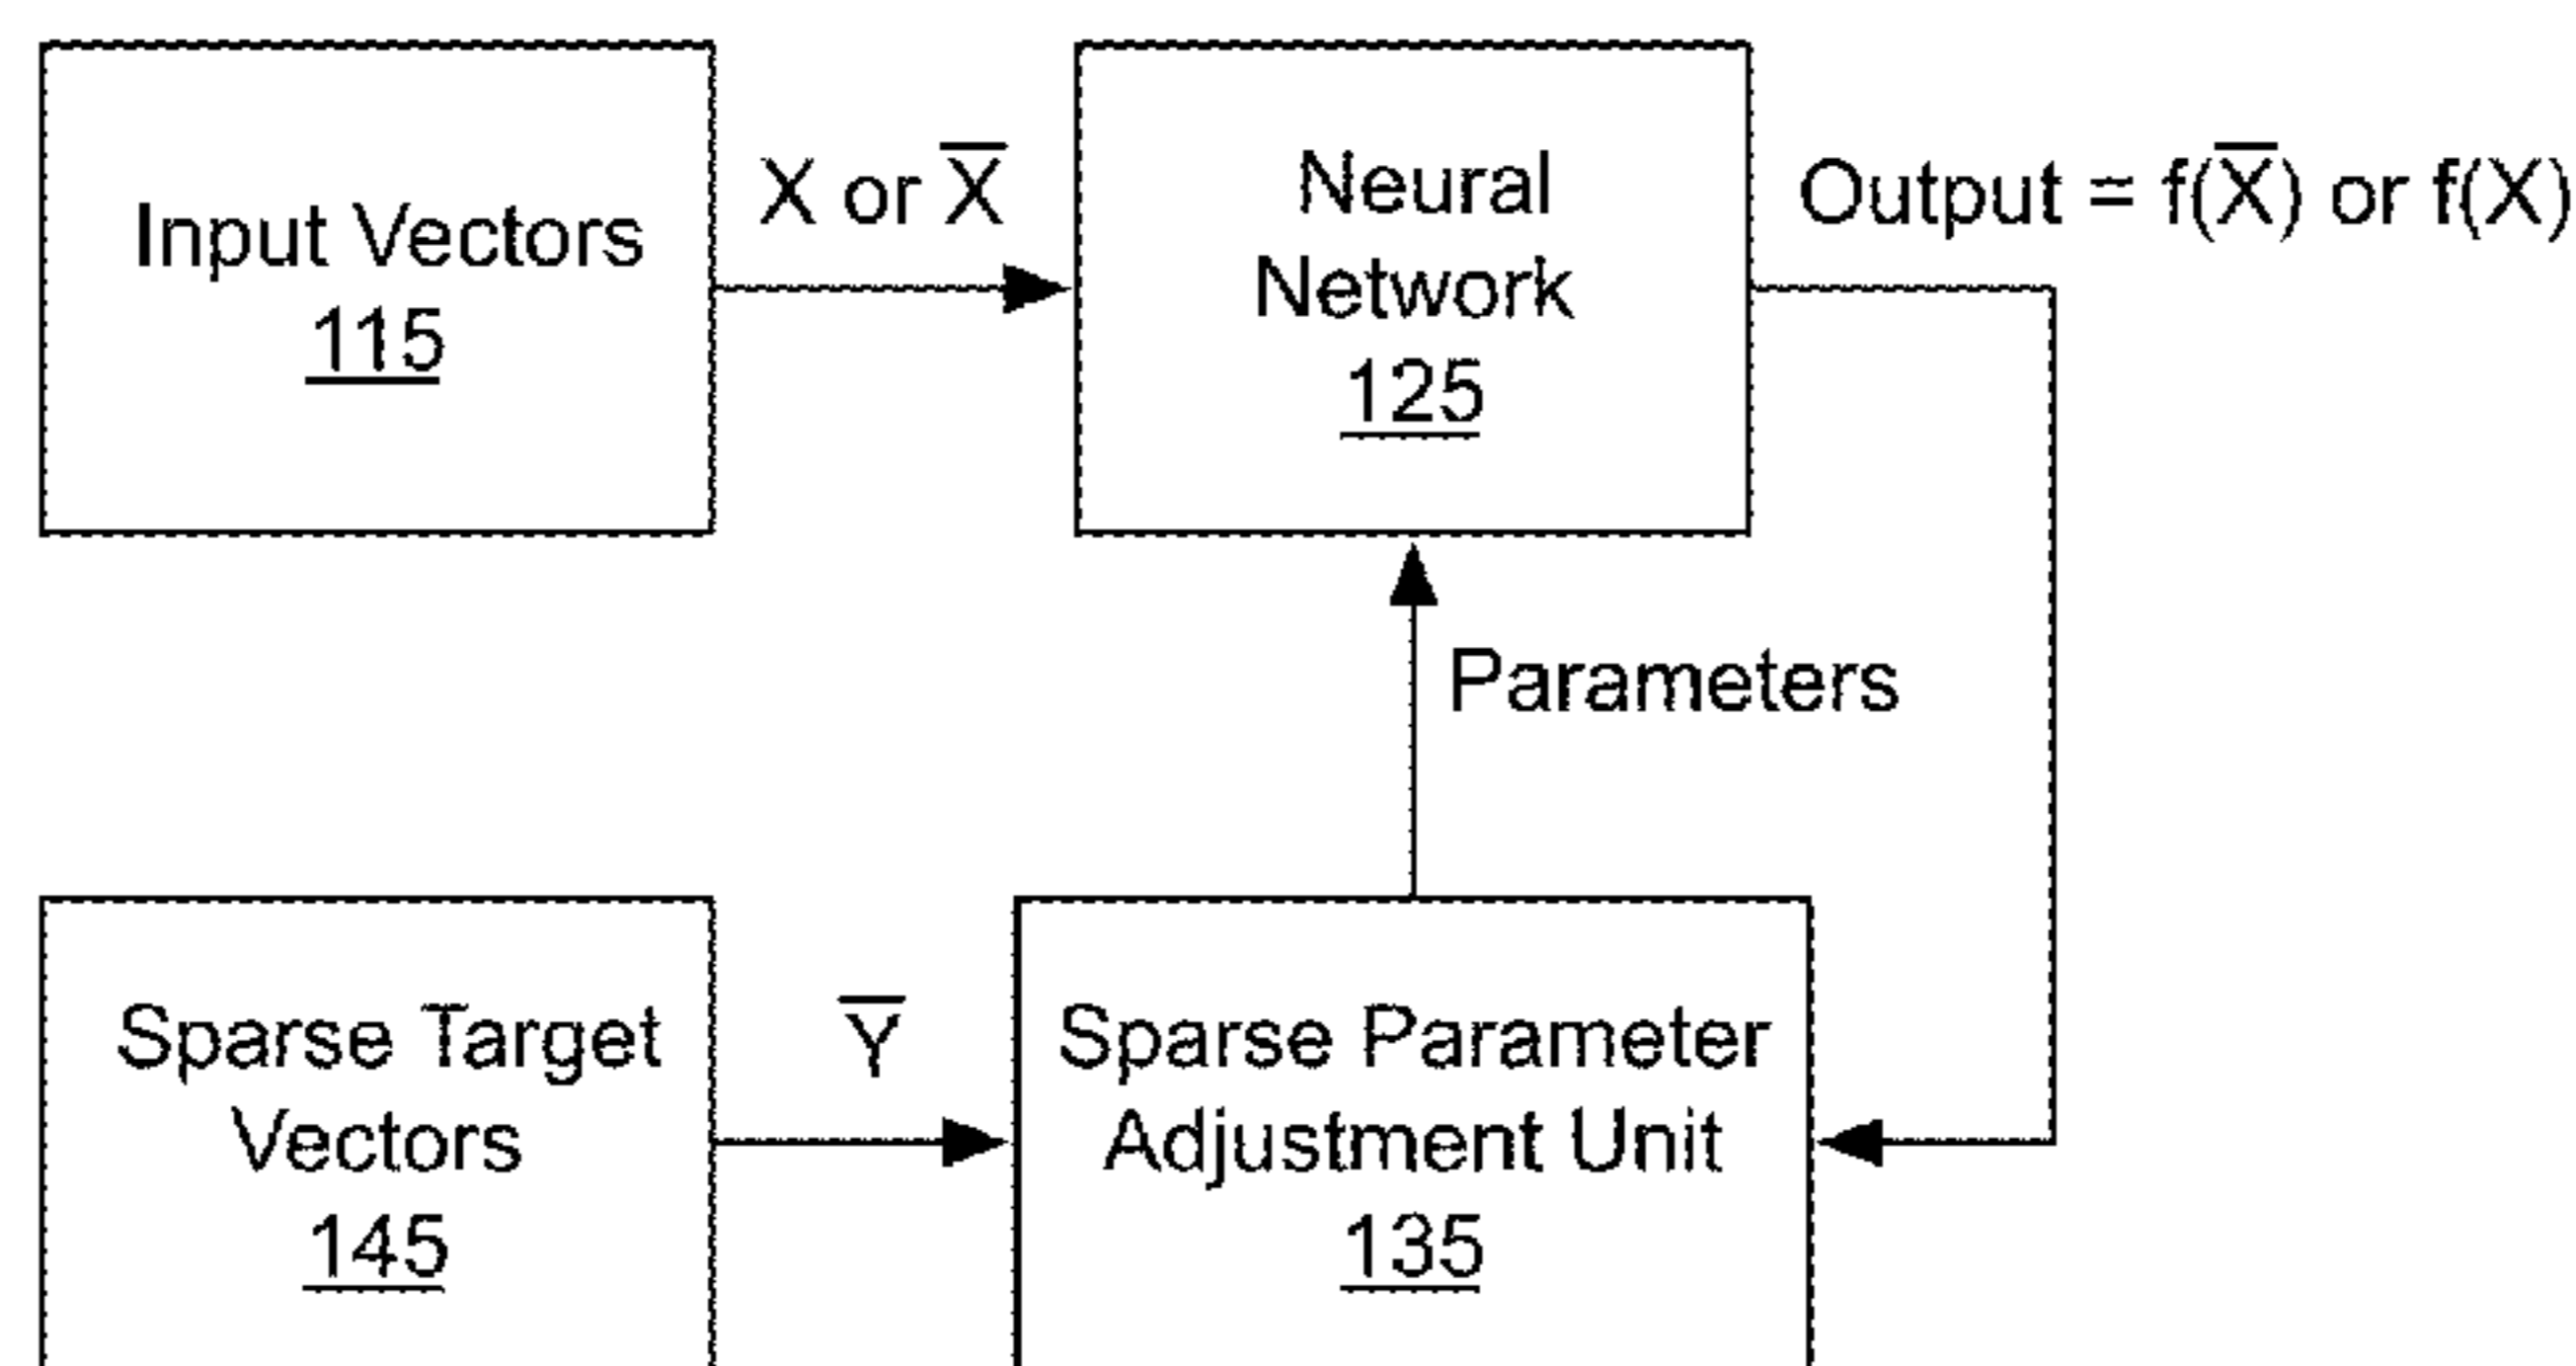 Input Vectors
115
X or X̅
Neural
Network
125
Output = f(X̅) or f(X)
Parameters
Sparse Target
Vectors
145
Y̅
Sparse Parameter
Adjustment Unit
135